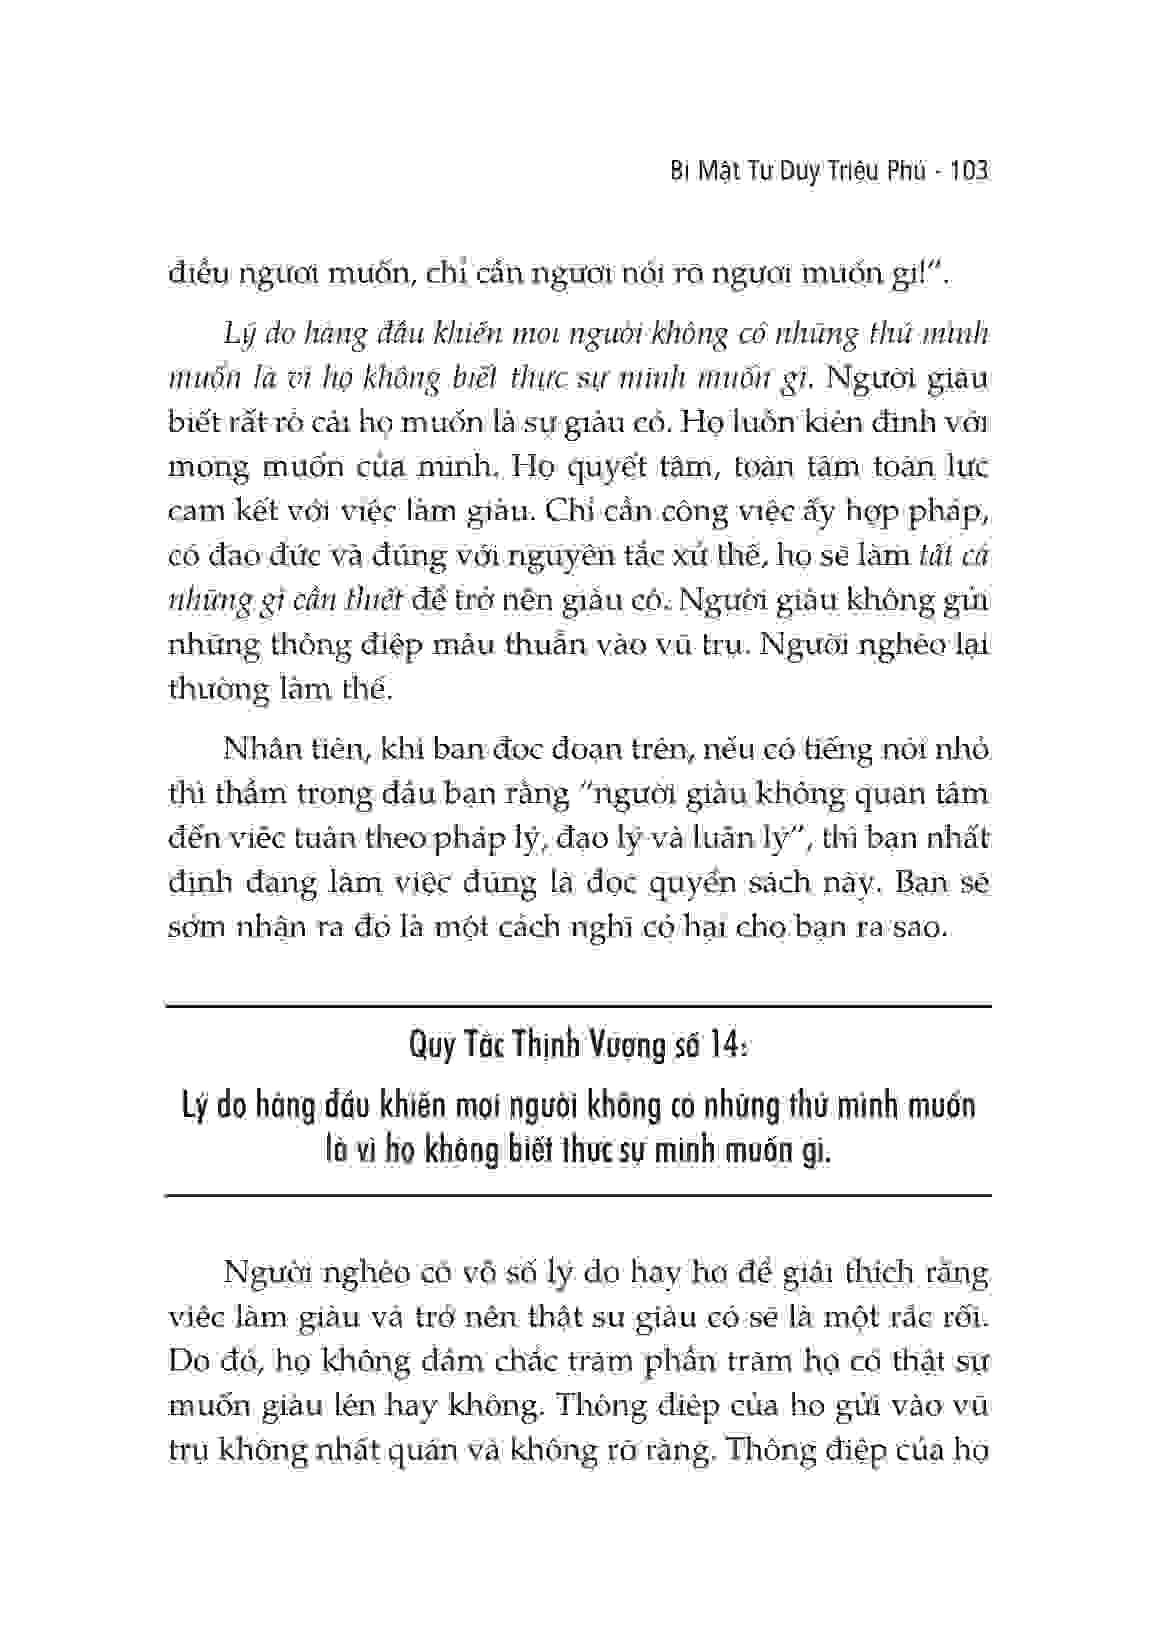 Bí Mật Tư Duy Triệu Phú - 103
điều ngươi muốn, chỉ cần ngươi nói rõ ngươi muốn gì!”.
Lý do hàng đầu khiến mọi người không có những thứ mình
muốn là vì họ không biết thực sự mình muốn gì. Người giàu
biết rất rõ cái họ muốn là sự giàu có. Họ luôn kiên định với
mong muốn của mình. Họ quyết tâm, toàn tâm toàn lực
cam kết với việc làm giàu. Chỉ cần công việc ấy hợp pháp,
có đạo đức và đúng với nguyên tắc xử thế, họ sẽ làm tất cả
những gì cần thiết để trở nên giàu có. Người giàu không gửi
những thông điệp mâu thuẫn vào vũ trụ. Người nghèo lại
thường làm thế.
Nhân tiện, khi bạn đọc đoạn trên, nếu có tiếng nói nhỏ
thì thầm trong đầu bạn rằng “người giàu không quan tâm
đến việc tuân theo pháp lý, đạo lý và luân lý”, thì bạn nhất
định đang làm việc đúng là đọc quyển sách này. Bạn sẽ
sớm nhận ra đó là một cách nghĩ có hại cho bạn ra sao.
Quy Tắc Thịnh Vượng số 14:
Lý do hàng đầu khiến mọi người không có những thứ mình muốn
là vì họ không biết thực sự mình muốn gì.
Người nghèo có vô số lý do hay ho để giải thích rằng
việc làm giàu và trở nên thật sự giàu có sẽ là một rắc rối.
Do đó, họ không dám chắc trăm phần trăm họ có thật sự
muốn giàu lên hay không. Thông điệp của họ gửi vào vũ
trụ không nhất quán và không rõ ràng. Thông điệp của họ